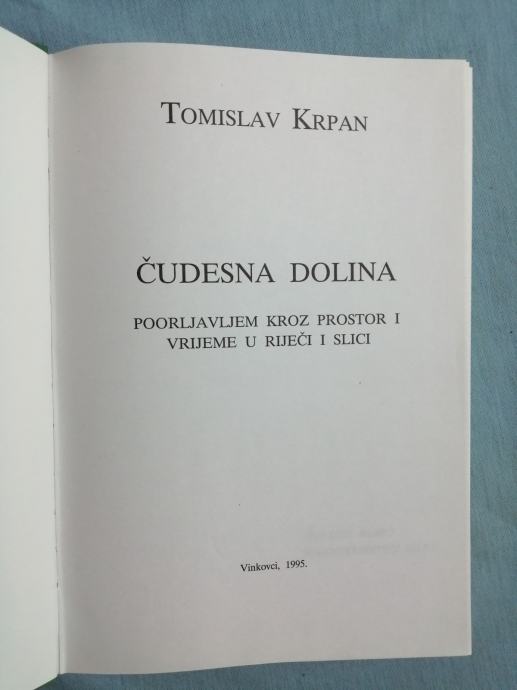 TOMISLAV KRPAN
ČUDESNA DOLINA
POORLJAVLJEM KROZ PROSTOR I
VRIJEME U RIJEČI I SLICI
Vinkovci, 1995.